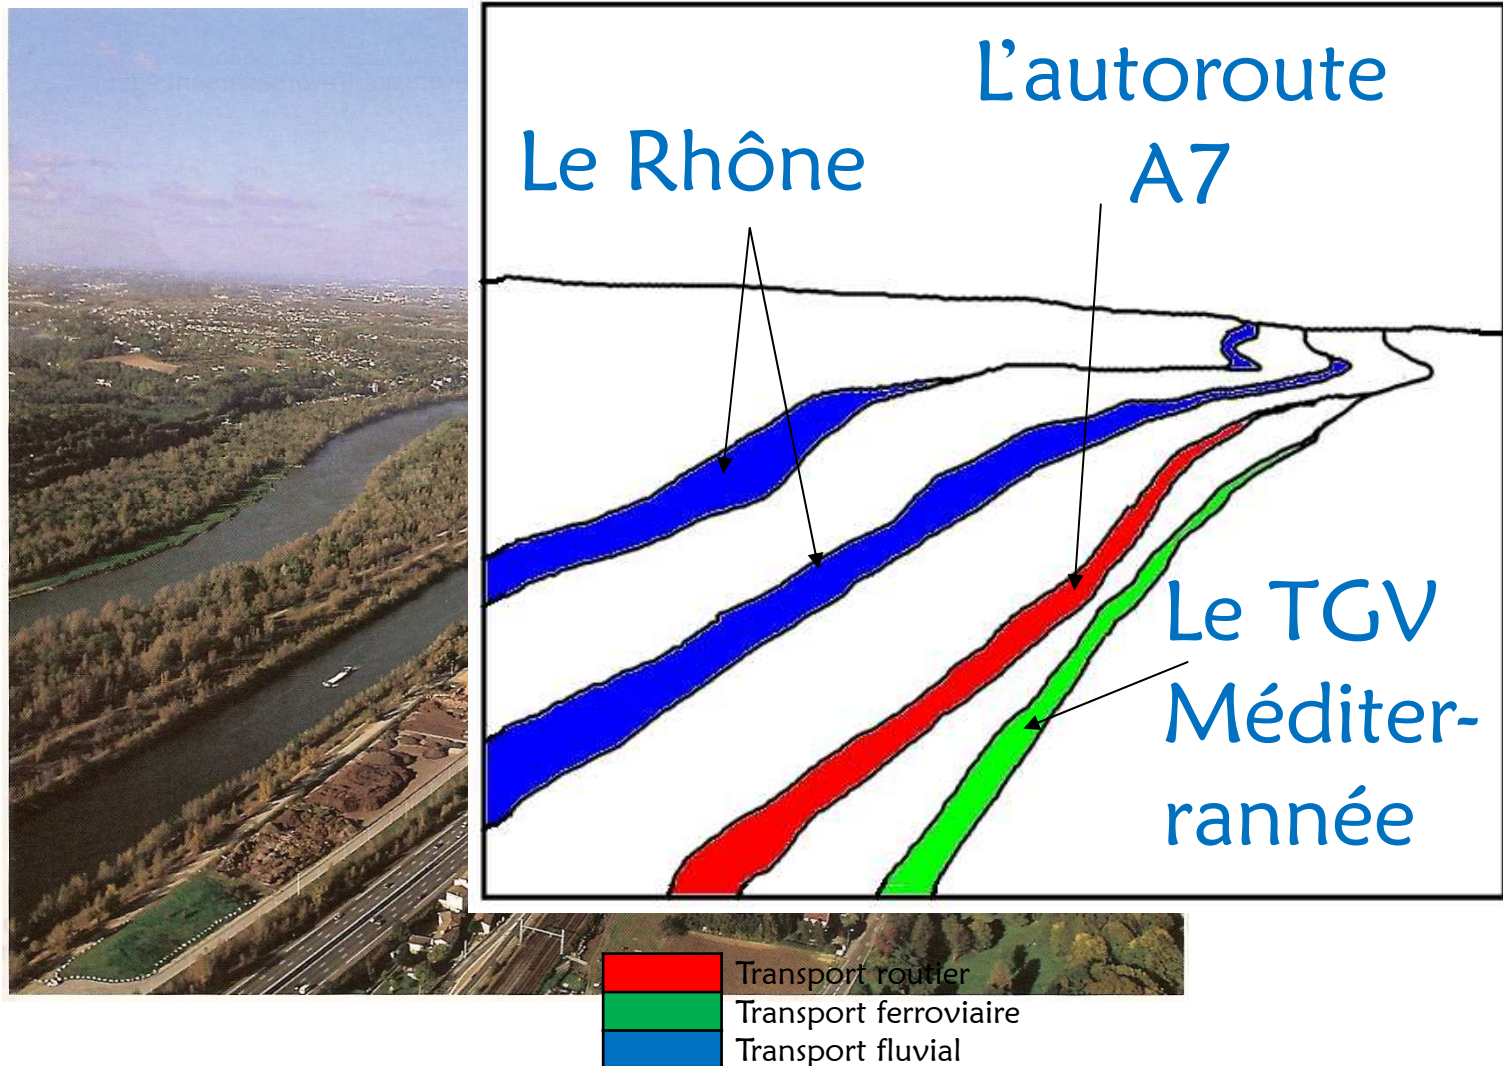 L'autoroute
A7
Le Rhône
Le TGV
Méditer-
rannée
Transport routier
Transport ferroviaire
Transport fluvial